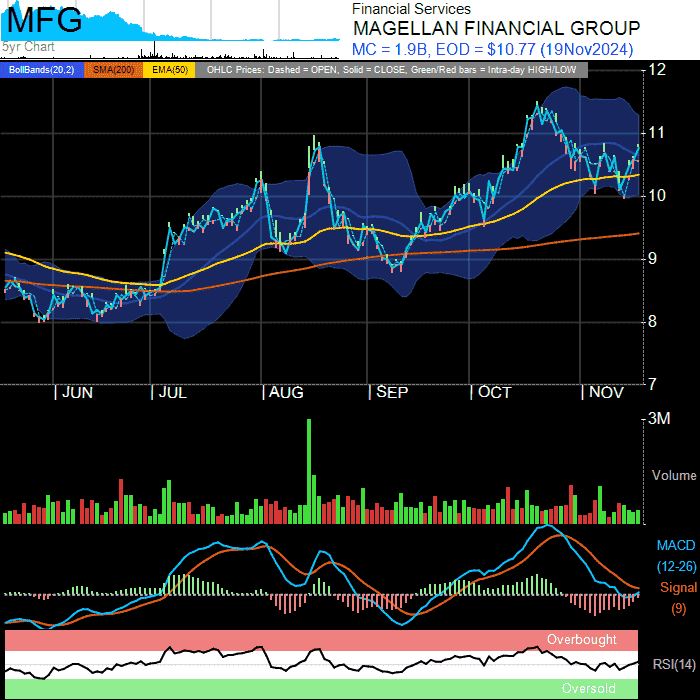 MFG
5yr Chart
Financial Services
MAGELLAN FINANCIAL GROUP
MC = 1.9B, EOD = $10.77 (19Nov2024)
BollBands(20,2) SMA(200) EMA(50) OHLC Prices: Dashed = OPEN, Solid = CLOSE, Green/Red bars = Intra-day HIGH/LOW
12
11
10
9
8
7
JUN JUL AUG SEP OCT NOV
3M
Volume
MACD
(12-26)
Signal
(9)
Overbought
RSI(14)
Oversold